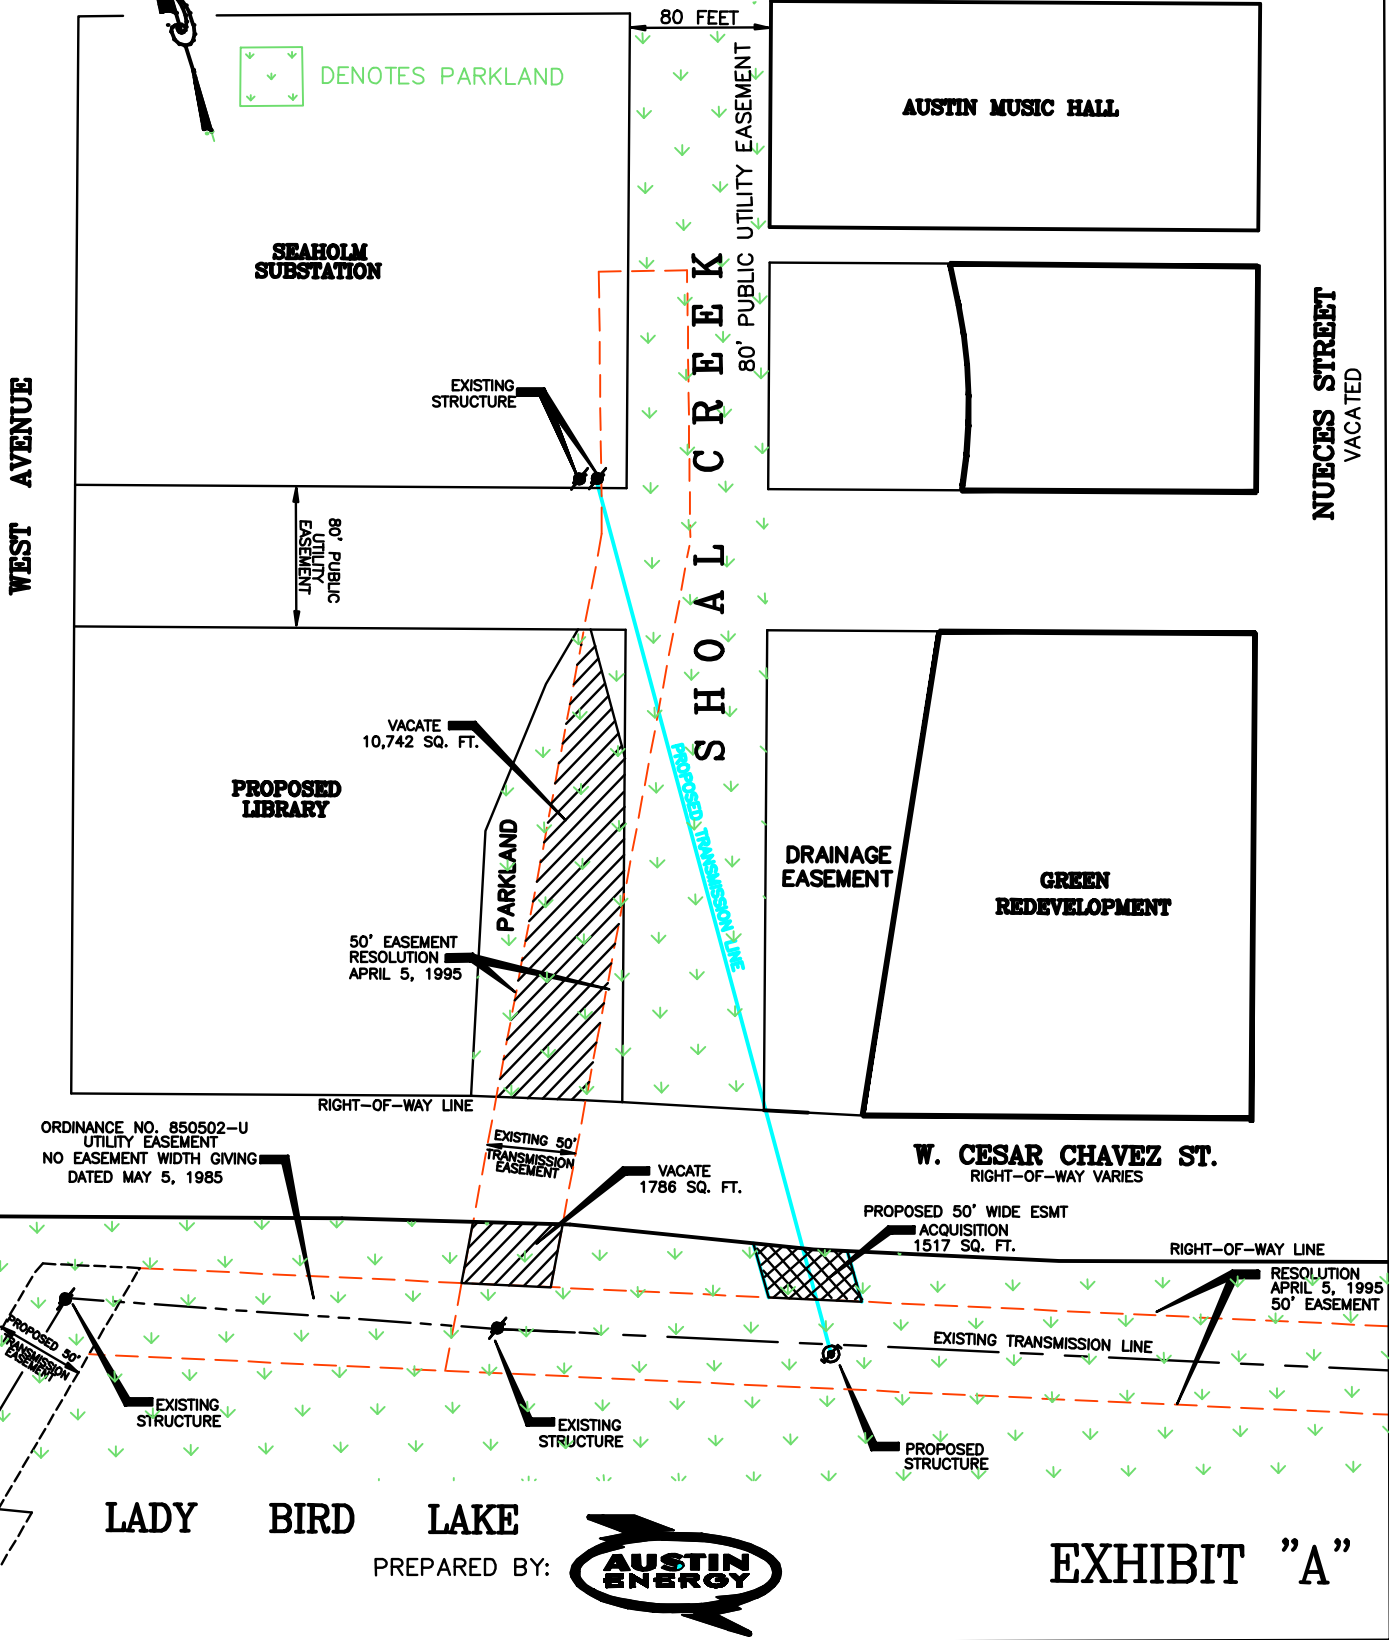 80 FEET
DENOTES PARKLAND
80' PUBLIC UTILITY EASEMENT
AUSTIN MUSIC HALL
SEAHOLM
SUBSTATION
SHOAL CREEK
NUECES STREET
VACATED
WEST AVENUE
EXISTING
STRUCTURE
80' PUBLIC
UTILITY
EASEMENT
VACATE
10,742 SQ. FT.
PROPOSED
LIBRARY
PARKLAND
PROPOSED TRANSMISSION LINE
DRAINAGE
EASEMENT
GREEN
REDEVELOPMENT
50' EASEMENT
RESOLUTION
APRIL 5, 1995
RIGHT-OF-WAY LINE
ORDINANCE NO. 850502-U
UTILITY EASEMENT
NO EASEMENT WIDTH GIVING
DATED MAY 5, 1985
EXISTING 50'
TRANSMISSION
EASEMENT
VACATE
1786 SQ. FT.
W. CESAR CHAVEZ ST.
RIGHT-OF-WAY VARIES
PROPOSED 50' WIDE ESMT
ACQUISITION
1517 SQ. FT.
RIGHT-OF-WAY LINE
RESOLUTION
APRIL 5, 1995
50' EASEMENT
PROPOSED 50'
TRANSMISSION
EASEMENT
EXISTING TRANSMISSION LINE
EXISTING
STRUCTURE
EXISTING
STRUCTURE
PROPOSED
STRUCTURE
LADY BIRD LAKE
PREPARED BY:
AUSTIN
ENERGY
EXHIBIT "A"